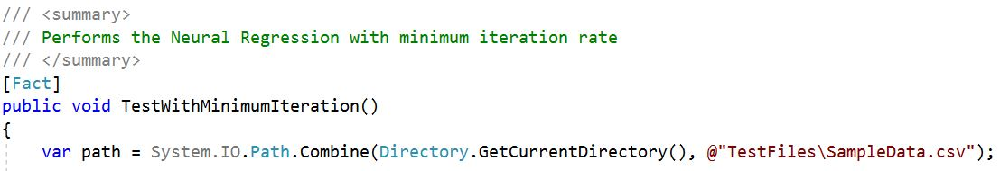 /// <summary>
/// Performs the Neural Regression with minimum iteration rate
/// </summary>
[Fact]
public void TestWithMinimumIteration()
{
var path = System.IO.Path.Combine(Directory.GetCurrentDirectory(), @"TestFiles\SampleData.csv");